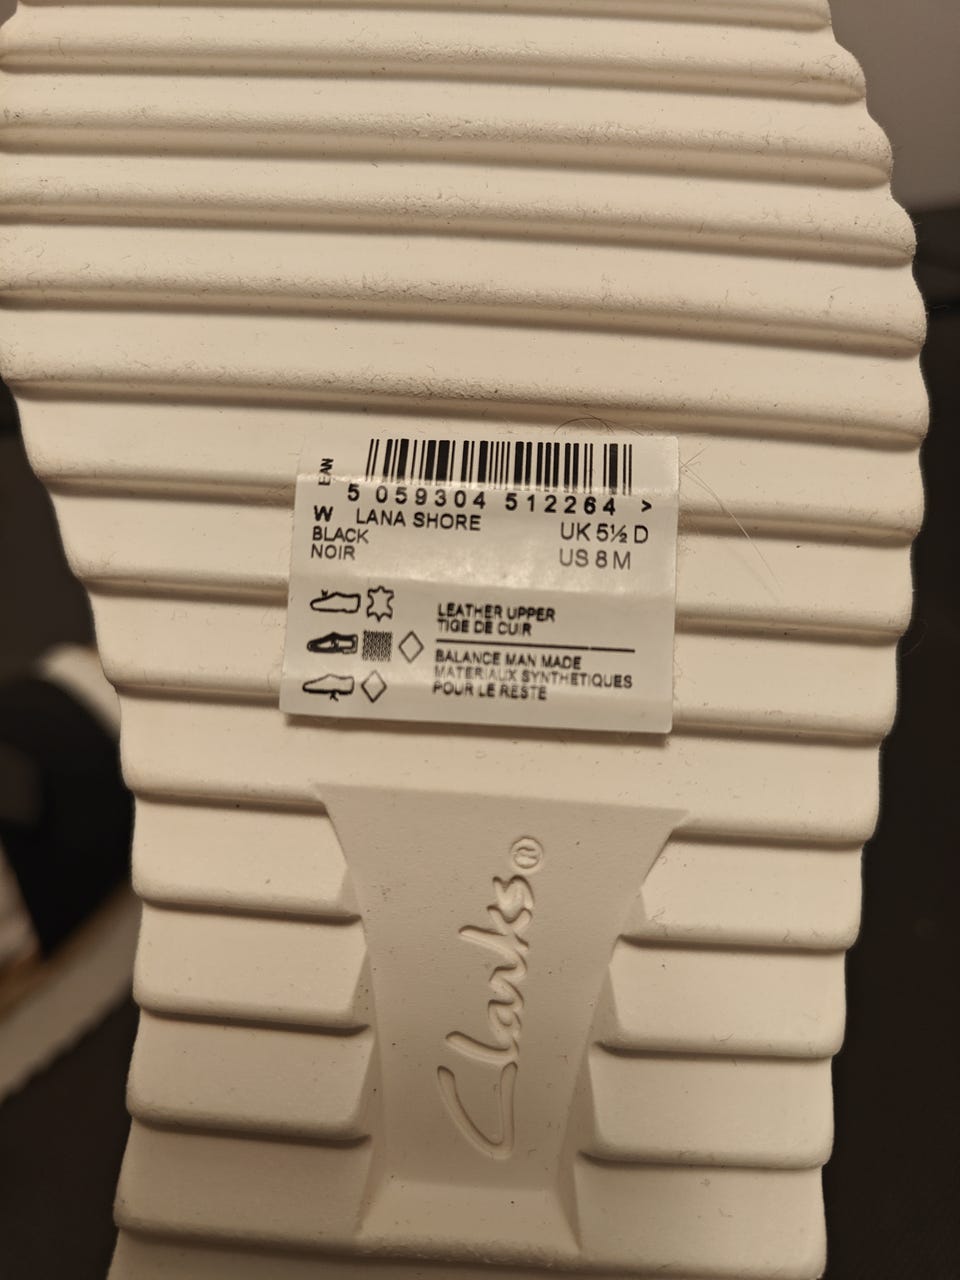 EAN
5 059304 512264 >
W LANA SHORE
BLACK UK 5½ D
NOIR US 8 M
LEATHER UPPER
TIGE DE CUIR
BALANCE MAN MADE
MATERIAUX SYNTHETIQUES
POUR LE RESTE
Clarks®